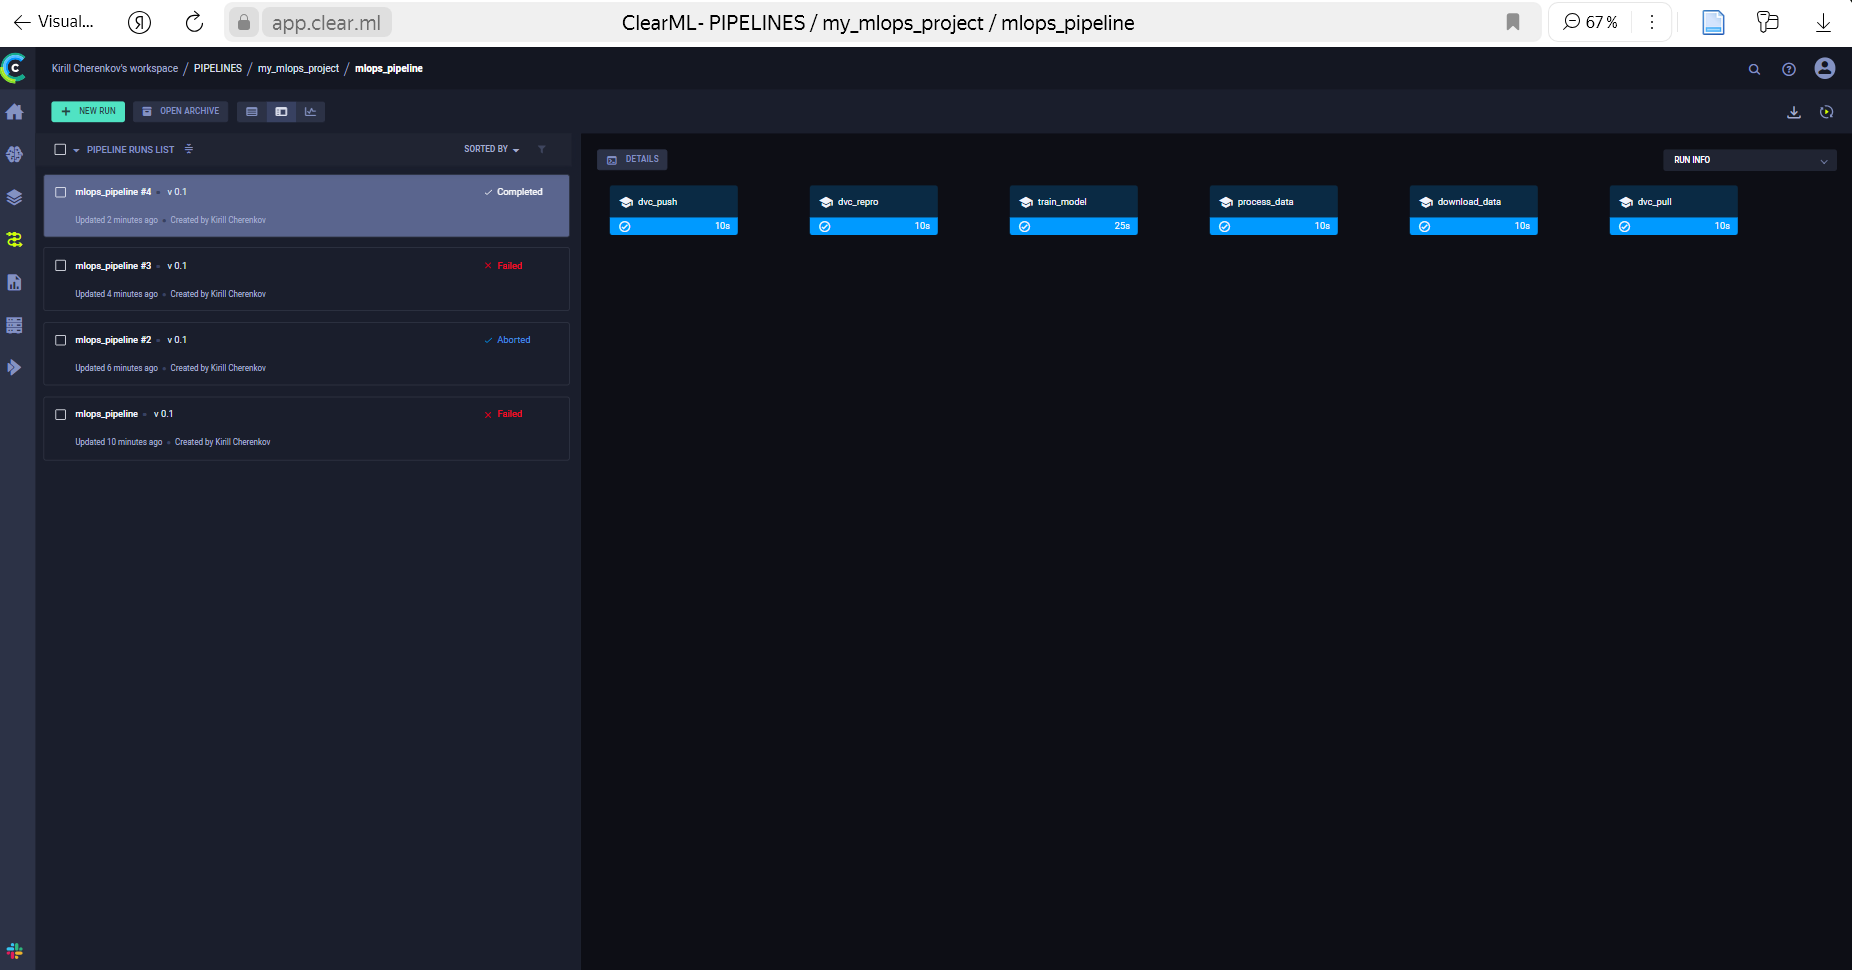 Visual...
Я
app.clear.ml
ClearML- PIPELINES / my_mlops_project / mlops_pipeline
67 %
Kirill Cherenkov's workspace / PIPELINES / my_mlops_project / mlops_pipeline
NEW RUN
OPEN ARCHIVE
PIPELINE RUNS LIST
SORTED BY
mlops_pipeline #4 v 0.1
Completed
Updated 2 minutes ago Created by Kirill Cherenkov
mlops_pipeline #3 v 0.1
Failed
Updated 4 minutes ago Created by Kirill Cherenkov
mlops_pipeline #2 v 0.1
Aborted
Updated 6 minutes ago Created by Kirill Cherenkov
mlops_pipeline v 0.1
Failed
Updated 10 minutes ago Created by Kirill Cherenkov
DETAILS
RUN INFO
dvc_push
10s
dvc_repro
10s
train_model
25s
process_data
10s
download_data
10s
dvc_pull
10s